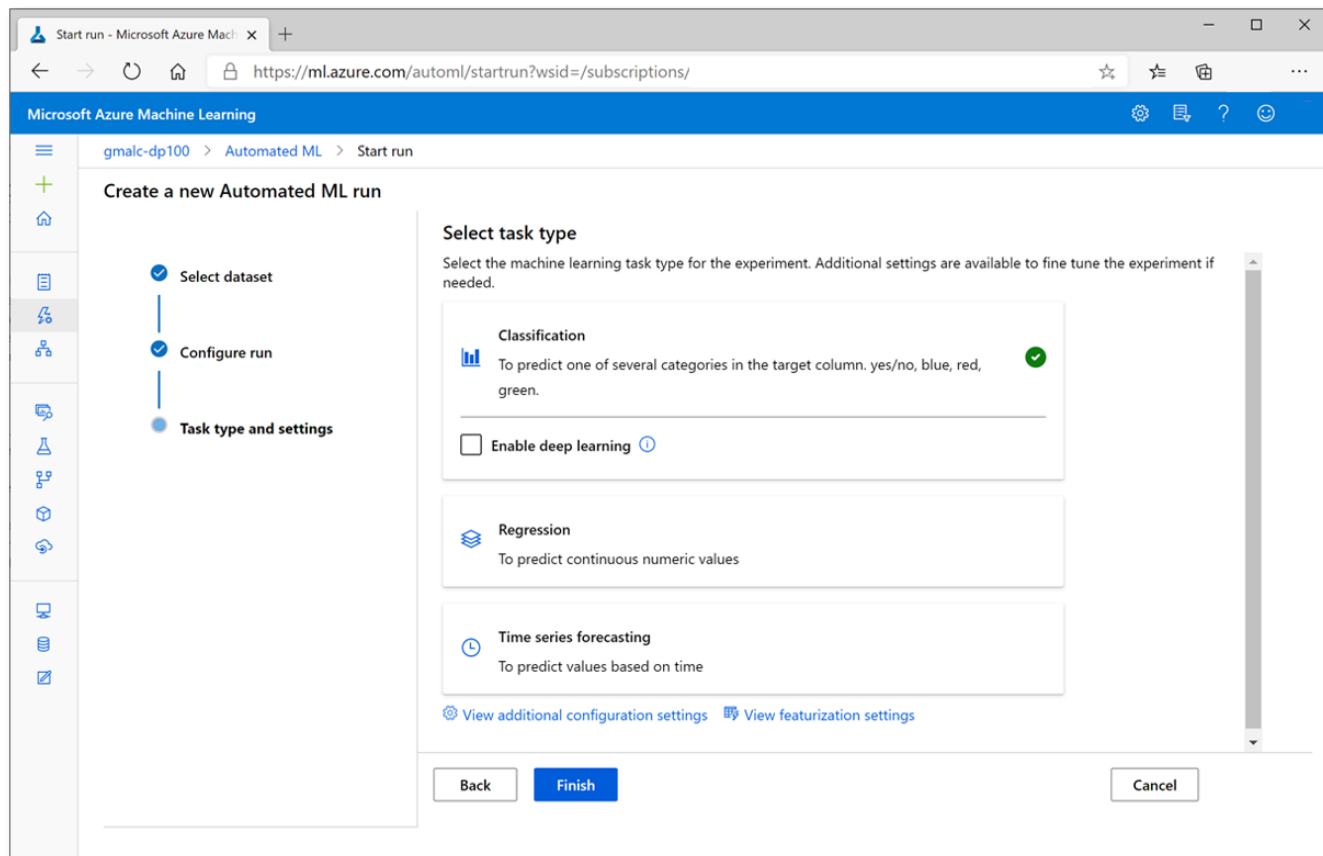 Start run - Microsoft Azure Mach
https://ml.azure.com/automl/startrun?wsid=/subscriptions/
Microsoft Azure Machine Learning
gmalc-dp100 > Automated ML > Start run
Create a new Automated ML run
Select dataset
Configure run
Task type and settings
Select task type
Select the machine learning task type for the experiment. Additional settings are available to fine tune the experiment if
needed.
Classification
To predict one of several categories in the target column. yes/no, blue, red,
green.
Enable deep learning
Regression
To predict continuous numeric values
Time series forecasting
To predict values based on time
View additional configuration settings View featurization settings
Back Finish Cancel